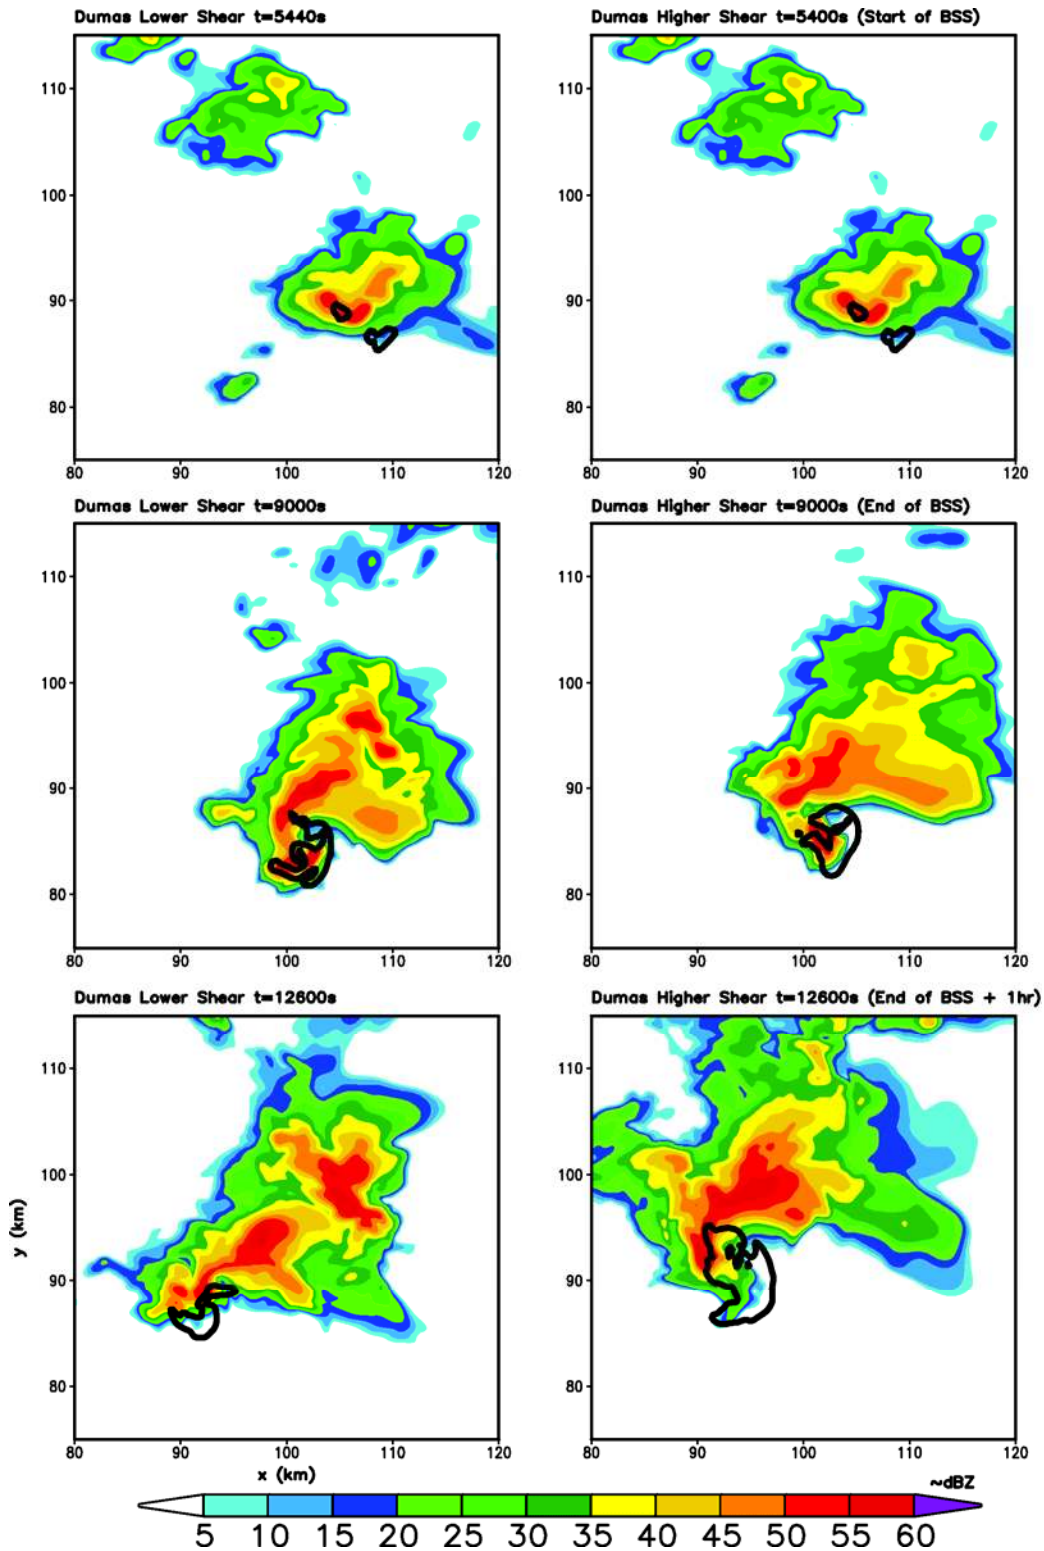 Dumas Lower Shear t=5440s
Dumas Higher Shear t=5400s (Start of BSS)
110
100
90
80
80 90 100 110 120
110
100
90
80
80 90 100 110 120
Dumas Lower Shear t=9000s
Dumas Higher Shear t=9000s (End of BSS)
110
100
90
80
80 90 100 110 120
110
100
90
80
80 90 100 110 120
Dumas Lower Shear t=12600s
Dumas Higher Shear t=12600s (End of BSS + 1hr)
110
100
90
80
y (km)
80 90 100 110 120
x (km)
110
100
90
80
80 90 100 110 120
~dBZ
5 10 15 20 25 30 35 40 45 50 55 60